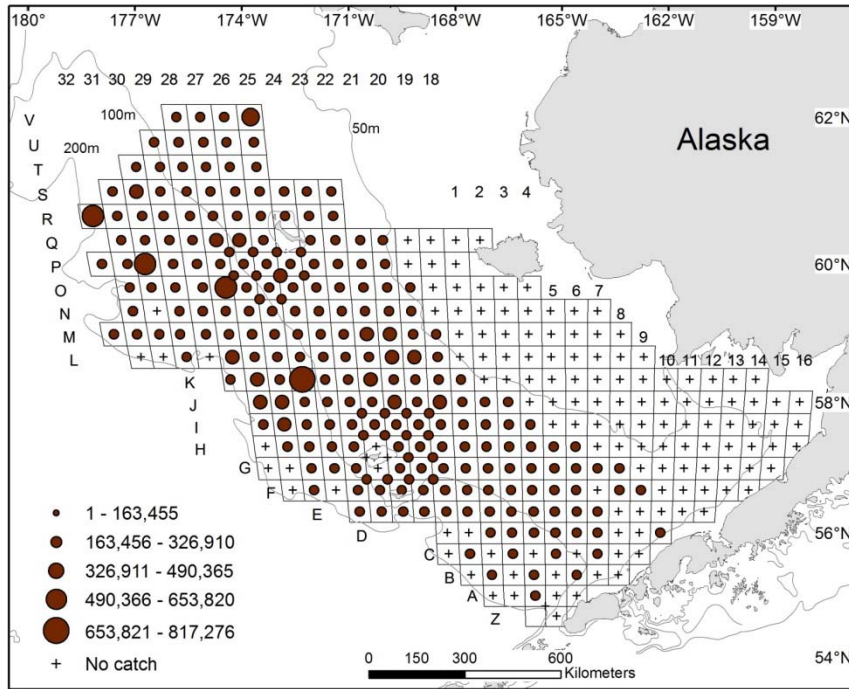 180° 177°W 174°W 171°W 168°W 165°W 162°W 159°W
32 31 30 29 28 27 26 25 24 23 22 21 20 19 18
V 100m 50m 62°N
U
200m
T
Alaska
S
1 2 3 4
R
Q
P 60°N
O 5 6 7
N 8
M 9
L 10 11 12 13 14 15 16
K
J 58°N
I
H
G
F
E
1 - 163,455
D
163,456 - 326,910 56°N
C
326,911 - 490,365
B
490,366 - 653,820
A
Z
653,821 - 817,276
No catch
0 150 300 600
Kilometers
54°N